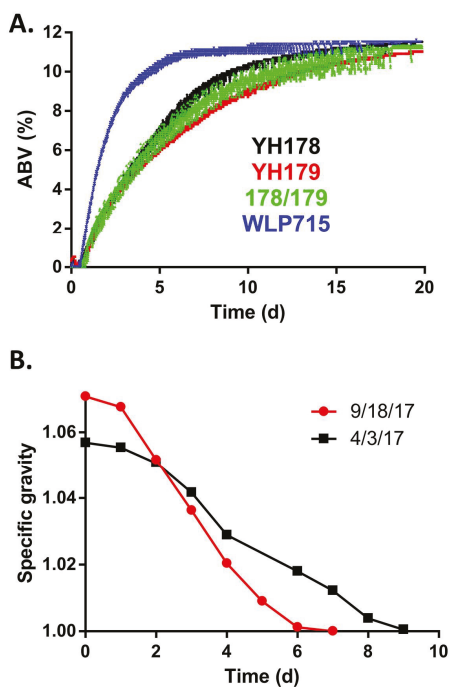 A.
12
10
8
6
4
2
0
ABV (%)
YH178
YH179
178/179
WLP715
0
5
10
15
20
Time (d)
B.
9/18/17
4/3/17
1.06
1.04
1.02
1.00
Specific gravity
0
2
4
6
8
10
Time (d)